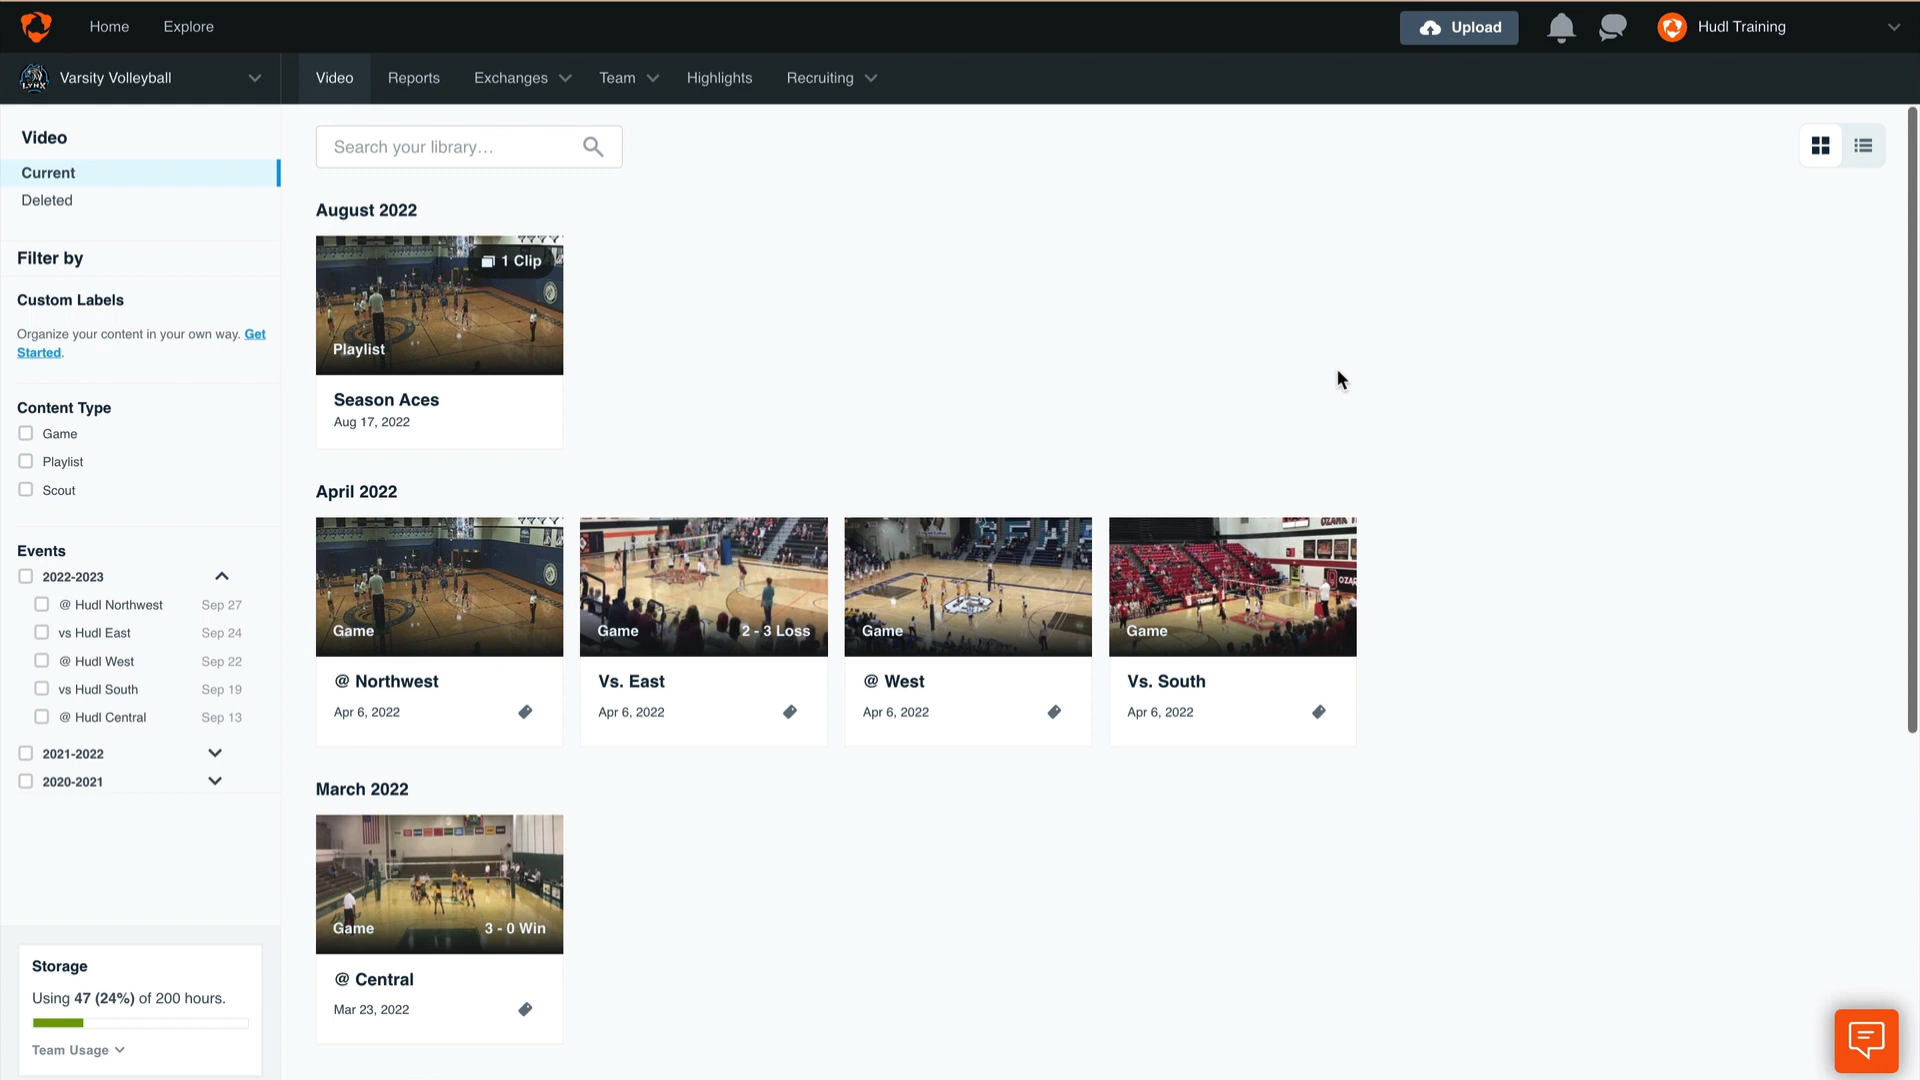 Home
Explore
Upload
Hudl Training
LYNX
Varsity Volleyball
Video
Reports
Exchanges
Team
Highlights
Recruiting
Video
Current
Deleted
Filter by
Custom Labels
Organize your content in your own way. Get
Started.
Content Type
Game
Playlist
Scout
Events
2022-2023
@ Hudl Northwest Sep 27
vs Hudl East Sep 24
@ Hudl West Sep 22
vs Hudl South Sep 19
@ Hudl Central Sep 13
2021-2022
2020-2021
Storage
Using 47 (24%) of 200 hours.
Team Usage
Search your library...
August 2022
1 Clip
Playlist
Season Aces
Aug 17, 2022
April 2022
Game
@ Northwest
Apr 6, 2022
Game 2 - 3 Loss
Vs. East
Apr 6, 2022
Game
@ West
Apr 6, 2022
Game
Vs. South
Apr 6, 2022
March 2022
Game 3 - 0 Win
@ Central
Mar 23, 2022